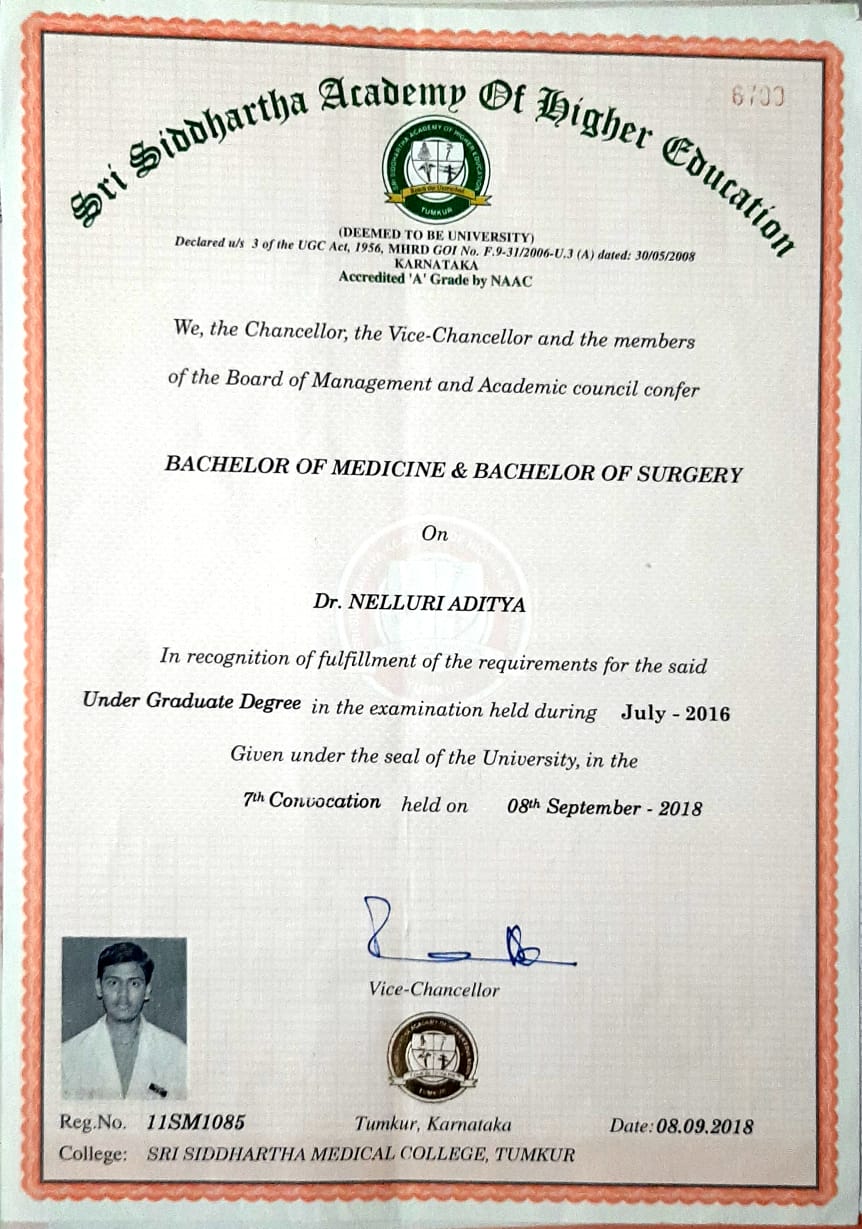 6700
Sri Siddhartha Academy Of Higher Education
SRI SIDDHARTHA ACADEMY OF HIGHER EDUCATION
TUMKUR
(DEEMED TO BE UNIVERSITY)
Declared u/s 3 of the UGC Act, 1956, MHRD GOI No. F.9-31/2006-U.3 (A) dated: 30/05/2008
KARNATAKA
Accredited 'A' Grade by NAAC
We, the Chancellor, the Vice-Chancellor and the members
of the Board of Management and Academic council confer
BACHELOR OF MEDICINE & BACHELOR OF SURGERY
On
Dr. NELLURI ADITYA
In recognition of fulfillment of the requirements for the said
Under Graduate Degree in the examination held during July - 2016
Given under the seal of the University, in the
7th Convocation held on 08th September - 2018
Vice-Chancellor
Reg.No. 11SM1085 Tumkur, Karnataka Date: 08.09.2018
College: SRI SIDDHARTHA MEDICAL COLLEGE, TUMKUR